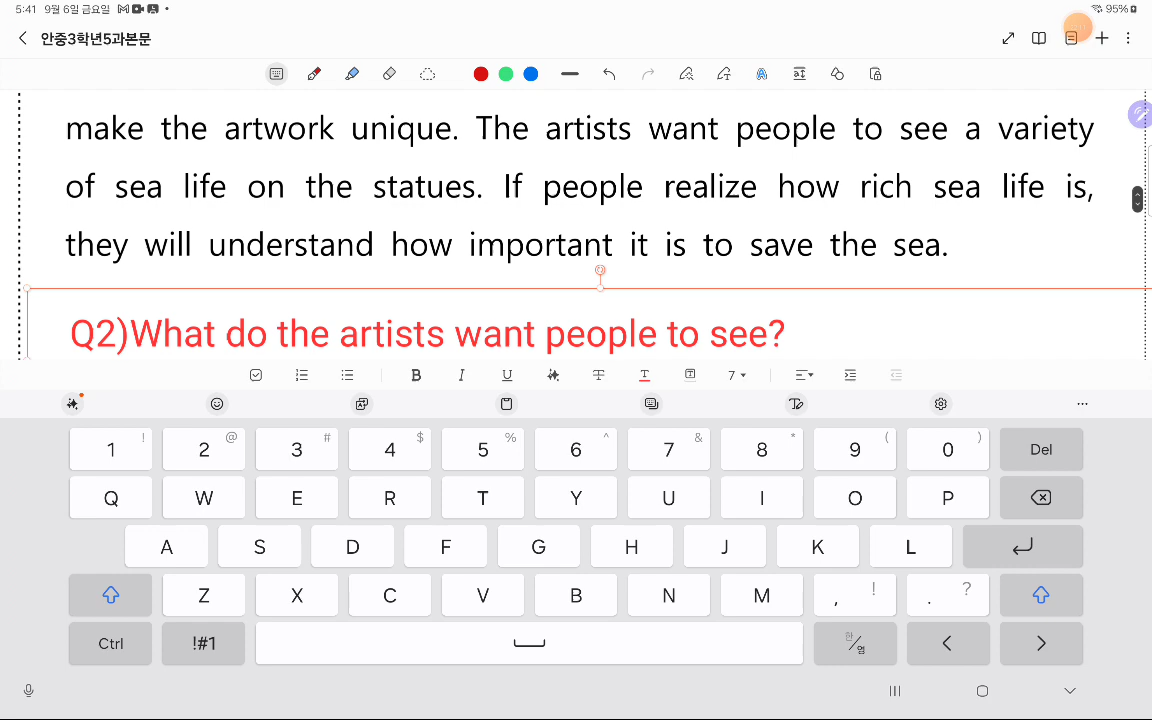 5:41 9월 6일 금요일 95%
안중3학년5과본문
make the artwork unique. The artists want people to see a variety
of sea life on the statues. If people realize how rich sea life is,
they will understand how important it is to save the sea.
Q2)What do the artists want people to see?
B I U T T 7
1 ! 2 @ 3 # 4 $ 5 % 6 ^ 7 & 8 * 9 ( 0 ) Del
Q W E R T Y U I O P
A S D F G H J K L
Z X C V B N M , ! . ?
Ctrl !#1 한/영